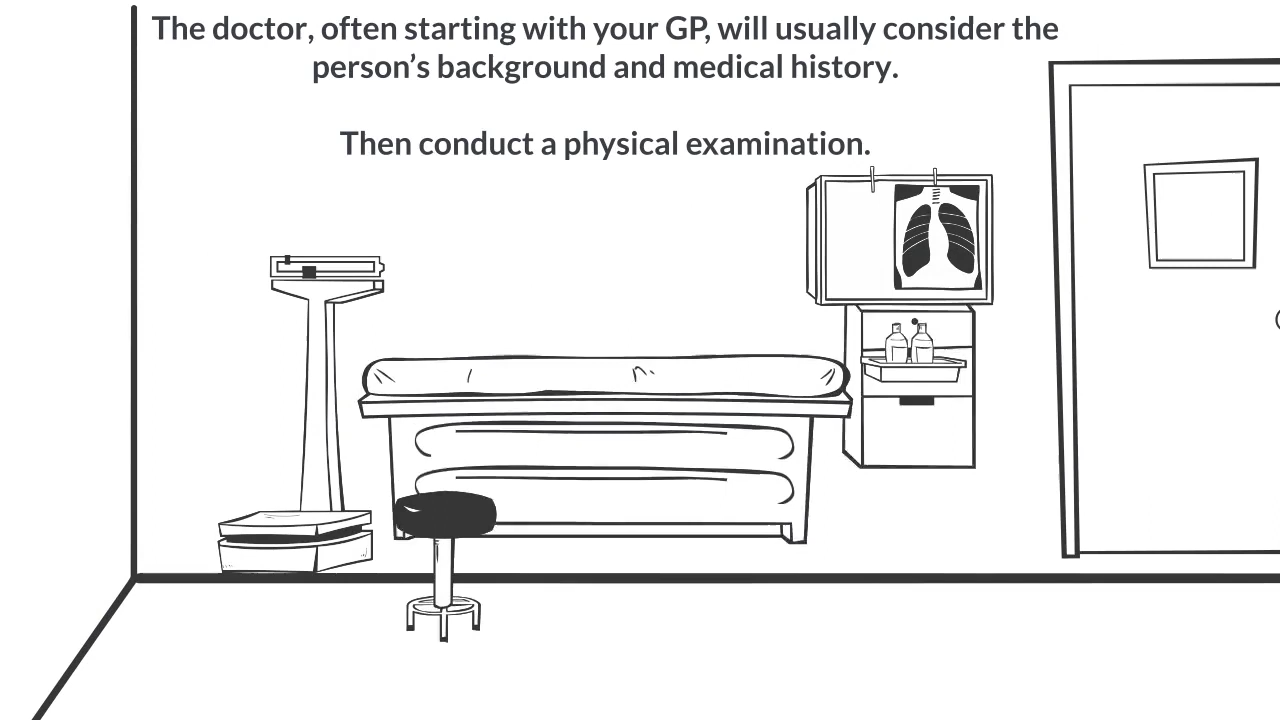 The doctor, often starting with your GP, will usually consider the
person’s background and medical history.
Then conduct a physical examination.